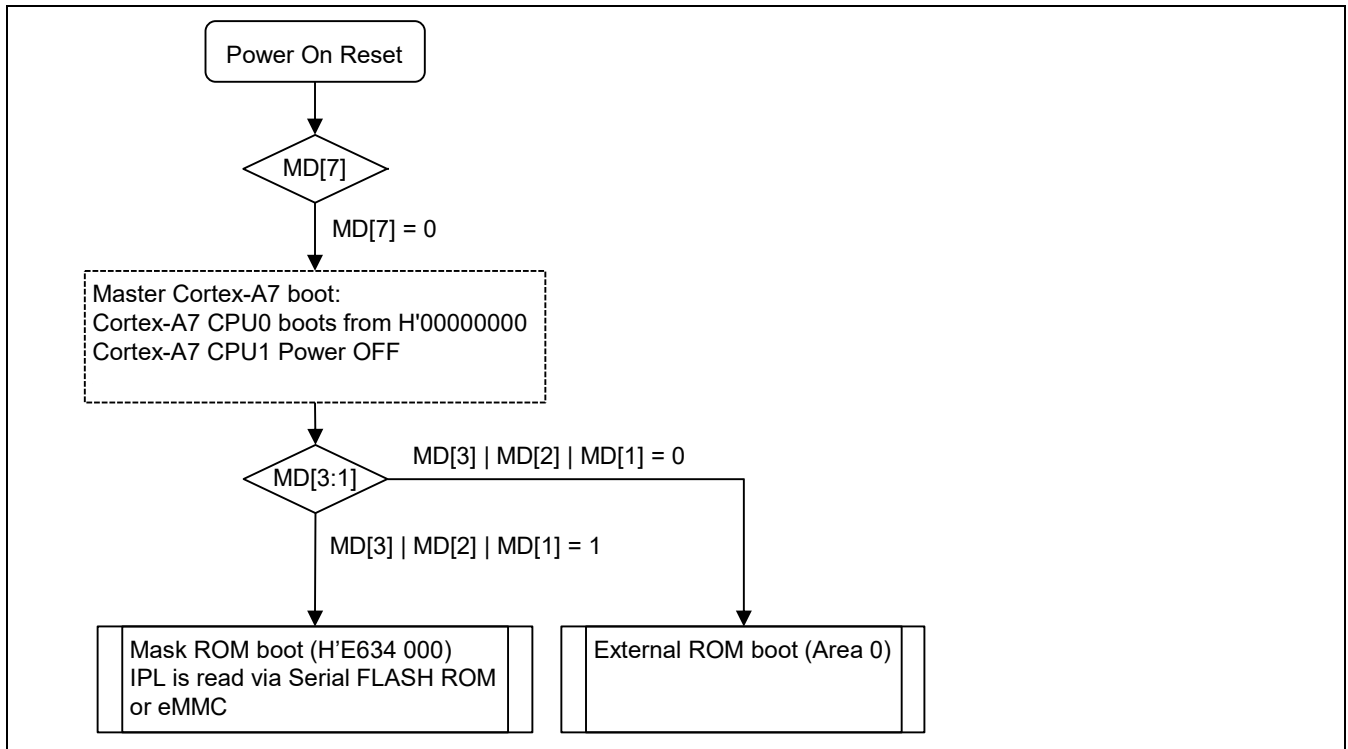 Power On Reset
MD[7]
MD[7] = 0
Master Cortex-A7 boot:
Cortex-A7 CPU0 boots from H'00000000
Cortex-A7 CPU1 Power OFF
MD[3:1]
MD[3] | MD[2] | MD[1] = 0
MD[3] | MD[2] | MD[1] = 1
Mask ROM boot (H’E634 000)
IPL is read via Serial FLASH ROM
or eMMC
External ROM boot (Area 0)